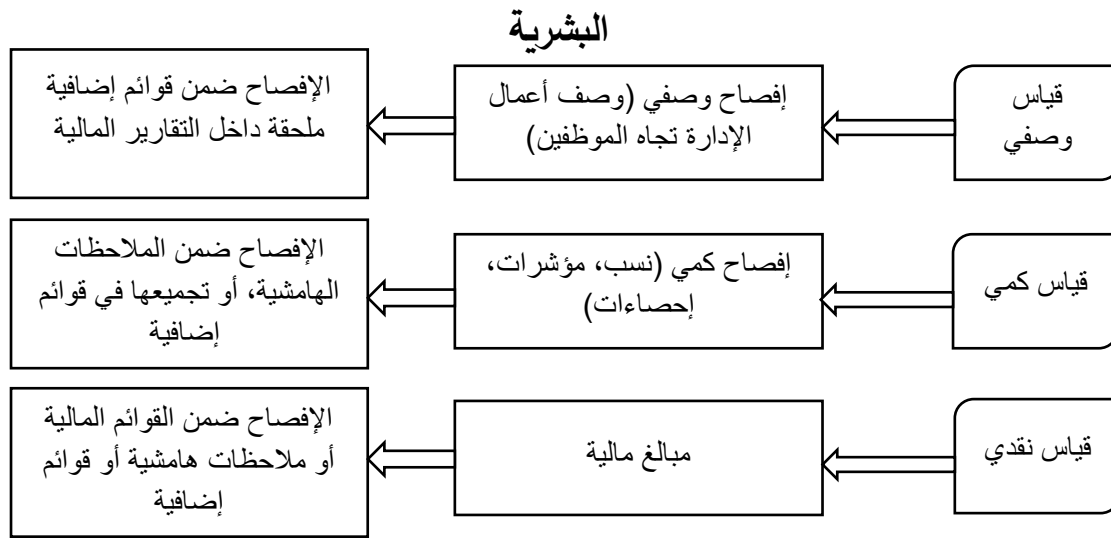 البشرية
قياس
وصفي
إفصاح وصفي (وصف أعمال
الإدارة تجاه الموظفين)
الإفصاح ضمن قوائم إضافية
ملحقة داخل التقارير المالية
قياس كمي
إفصاح كمي (نسب، مؤشرات،
إحصاءات)
الإفصاح ضمن الملاحظات
الهامشية، أو تجميعها في قوائم
إضافية
قياس نقدي
مبالغ مالية
الإفصاح ضمن القوائم المالية
أو ملاحظات هامشية أو قوائم
إضافية